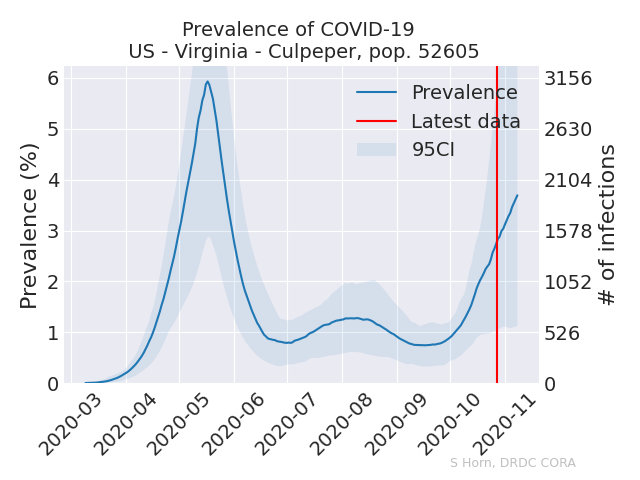 Prevalence of COVID-19
US - Virginia - Culpeper, pop. 52605
Prevalence (%)
6
5
4
3
2
1
0
Prevalence
Latest data
95CI
3156
2630
2104
1578
1052
526
0
# of infections
2020-03
2020-04
2020-05
2020-06
2020-07
2020-08
2020-09
2020-10
2020-11
S Horn, DRDC CORA